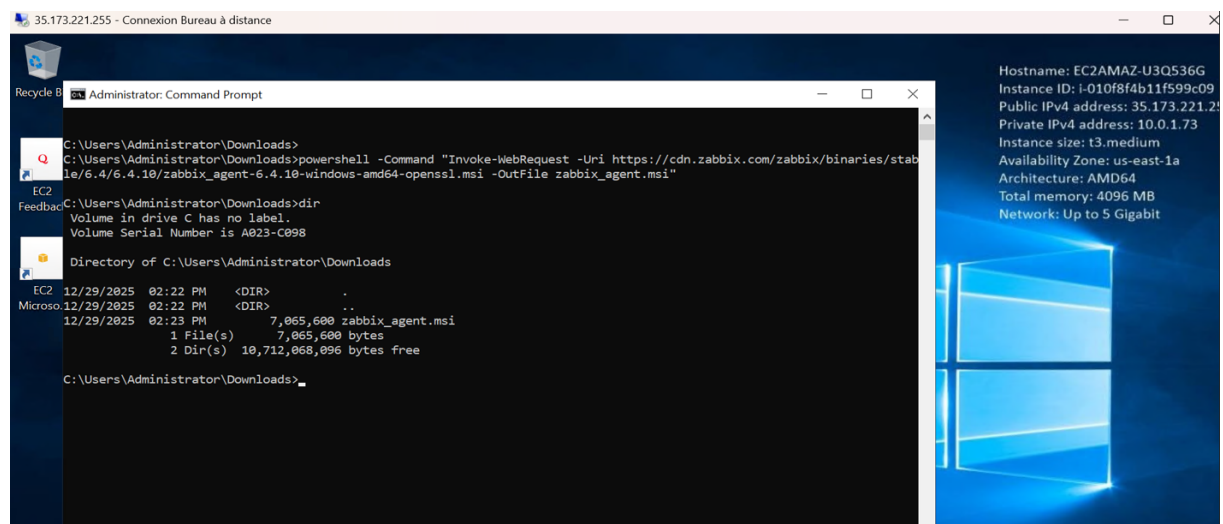 35.173.221.255 - Connexion Bureau à distance
Recycle B
Administrator: Command Prompt
C:\Users\Administrator\Downloads>
C:\Users\Administrator\Downloads>powershell -Command "Invoke-WebRequest -Uri https://cdn.zabbix.com/zabbix/binaries/stab
le/6.4/6.4.10/zabbix_agent-6.4.10-windows-amd64-openssl.msi -OutFile zabbix_agent.msi"
C:\Users\Administrator\Downloads>dir
Volume in drive C has no label.
Volume Serial Number is A023-C098
Directory of C:\Users\Administrator\Downloads
12/29/2025 02:22 PM <DIR> .
12/29/2025 02:22 PM <DIR> ..
12/29/2025 02:23 PM 7,065,600 zabbix_agent.msi
1 File(s) 7,065,600 bytes
2 Dir(s) 10,712,068,096 bytes free
C:\Users\Administrator\Downloads>
EC2
Feedbac
EC2
Microso.
Hostname: EC2AMAZ-U3Q536G
Instance ID: i-010f8f4b11f599c09
Public IPv4 address: 35.173.221.2
Private IPv4 address: 10.0.1.73
Instance size: t3.medium
Availability Zone: us-east-1a
Architecture: AMD64
Total memory: 4096 MB
Network: Up to 5 Gigabit